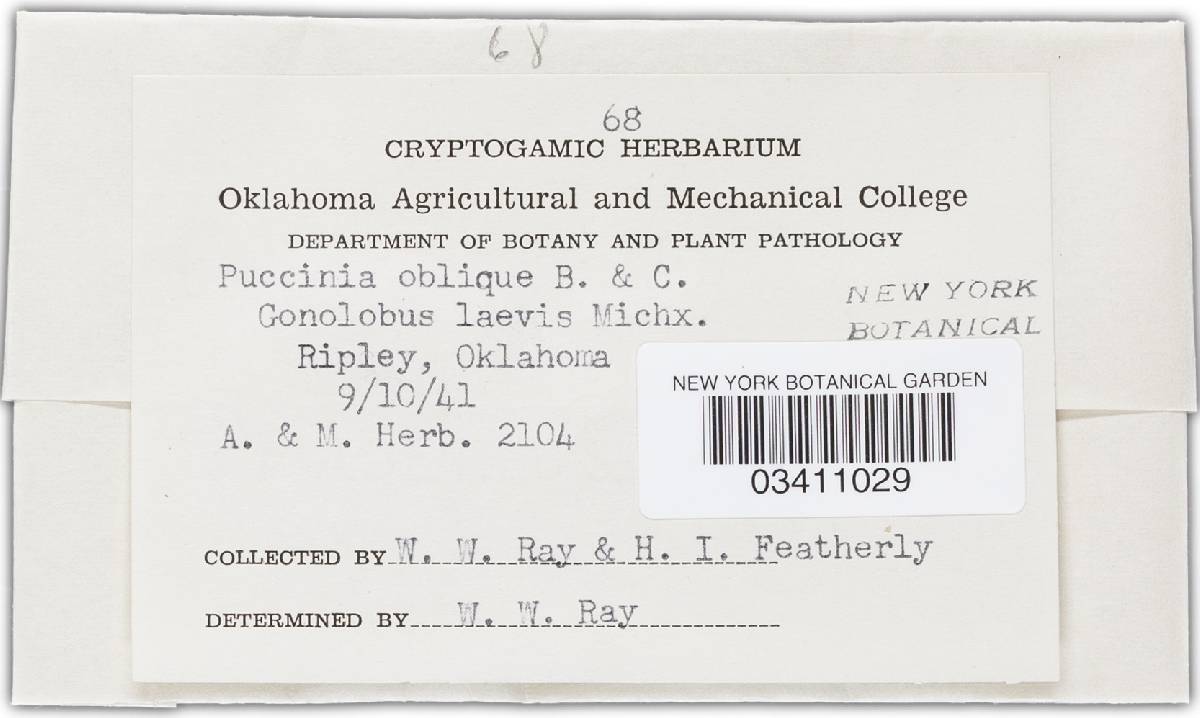 68
68
CRYPTOGAMIC HERBARIUM
Oklahoma Agricultural and Mechanical College
DEPARTMENT OF BOTANY AND PLANT PATHOLOGY
Puccinia oblique B. & C.
Gonolobus laevis Michx.
Ripley, Oklahoma
9/10/41
A. & M. Herb. 2104
NEW YORK
BOTANICAL
NEW YORK BOTANICAL GARDEN
03411029
COLLECTED BY W. W. Ray & H. I. Featherly
DETERMINED BY W. W. Ray